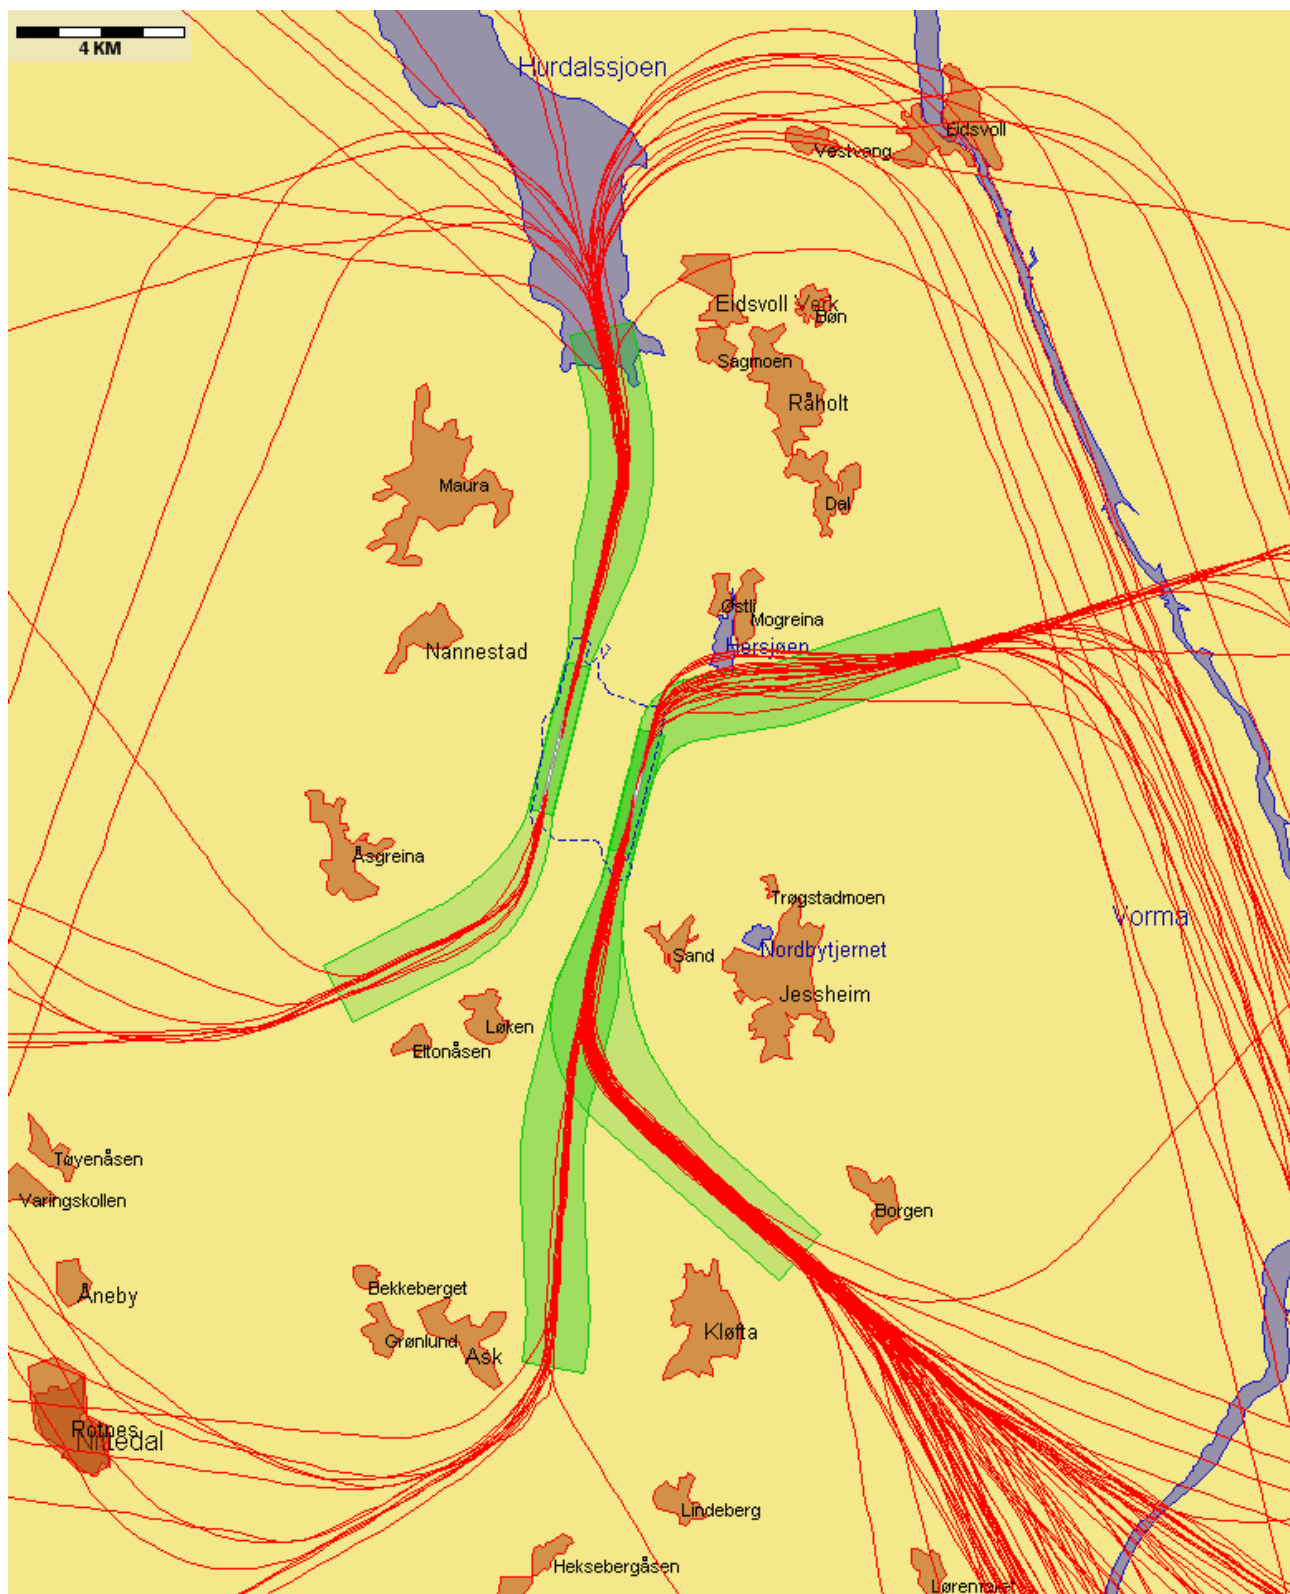 4 KM
Hurdalssjoen
Eidsvoll
Vestvang
Eidsvoll Verk
Bøn
Sagmoen
Råholt
Maura
Dal
Østli
Mogreina
Hersjøen
Nannestad
Åsgreina
Trøgstadmoen
Vorma
Nordbytjernet
Sand
Jessheim
Løken
Eltonåsen
Tøyenåsen
Varingskollen
Borgen
Åneby
Bekkeberget
Grønlund
Ask
Kløfta
Rotnes
Nittedal
Lindeberg
Heksebergåsen